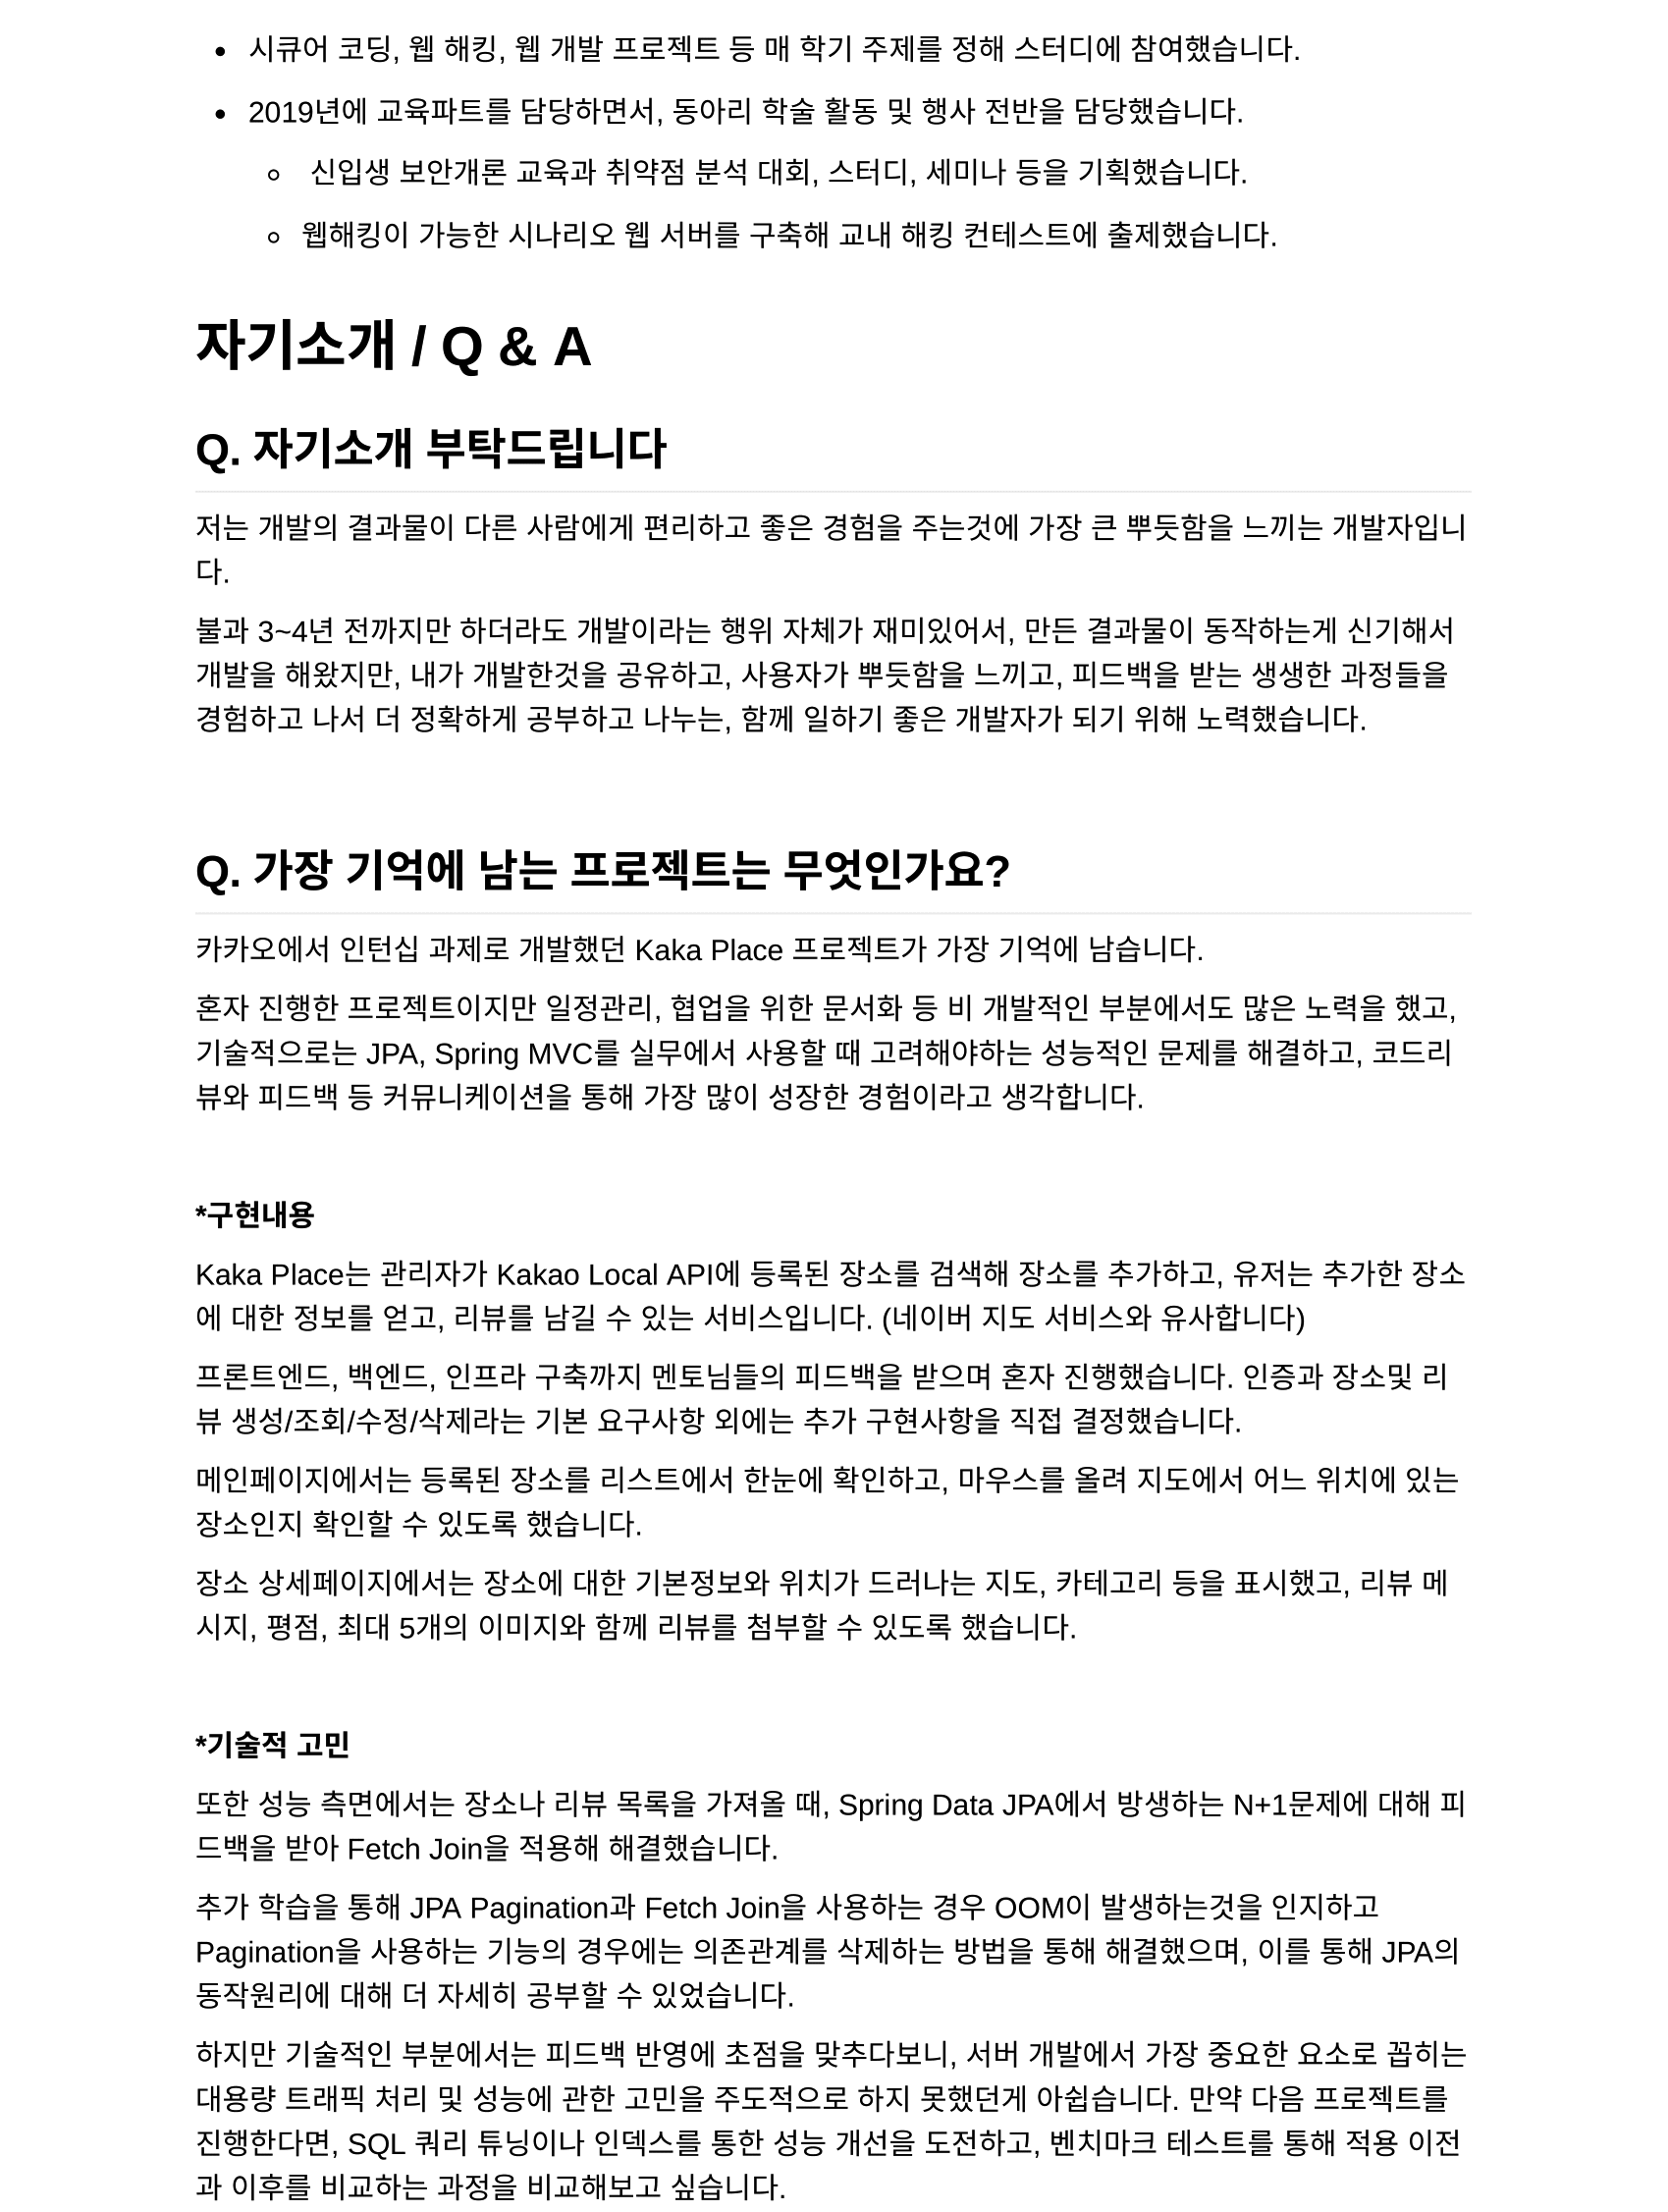 시큐어 코딩, 웹 해킹, 웹 개발 프로젝트 등 매 학기 주제를 정해 스터디에 참여했습니다.
2019년에 교육파트를 담당하면서, 동아리 학술 활동 및 행사 전반을 담당했습니다.
신입생 보안개론 교육과 취약점 분석 대회, 스터디, 세미나 등을 기획했습니다.
웹해킹이 가능한 시나리오 웹 서버를 구축해 교내 해킹 컨테스트에 출제했습니다.
자기소개 / Q & A
Q. 자기소개 부탁드립니다
저는 개발의 결과물이 다른 사람에게 편리하고 좋은 경험을 주는것에 가장 큰 뿌듯함을 느끼는 개발자입니
다.
불과 3~4년 전까지만 하더라도 개발이라는 행위 자체가 재미있어서, 만든 결과물이 동작하는게 신기해서
개발을 해왔지만, 내가 개발한것을 공유하고, 사용자가 뿌듯함을 느끼고, 피드백을 받는 생생한 과정들을
경험하고 나서 더 정확하게 공부하고 나누는, 함께 일하기 좋은 개발자가 되기 위해 노력했습니다.
Q. 가장 기억에 남는 프로젝트는 무엇인가요?
카카오에서 인턴십 과제로 개발했던 Kaka Place 프로젝트가 가장 기억에 남습니다.
혼자 진행한 프로젝트이지만 일정관리, 협업을 위한 문서화 등 비 개발적인 부분에서도 많은 노력을 했고,
기술적으로는 JPA, Spring MVC를 실무에서 사용할 때 고려해야하는 성능적인 문제를 해결하고, 코드리
뷰와 피드백 등 커뮤니케이션을 통해 가장 많이 성장한 경험이라고 생각합니다.
*구현내용
Kaka Place는 관리자가 Kakao Local API에 등록된 장소를 검색해 장소를 추가하고, 유저는 추가한 장소
에 대한 정보를 얻고, 리뷰를 남길 수 있는 서비스입니다. (네이버 지도 서비스와 유사합니다)
프론트엔드, 백엔드, 인프라 구축까지 멘토님들의 피드백을 받으며 혼자 진행했습니다. 인증과 장소및 리
뷰 생성/조회/수정/삭제라는 기본 요구사항 외에는 추가 구현사항을 직접 결정했습니다.
메인페이지에서는 등록된 장소를 리스트에서 한눈에 확인하고, 마우스를 올려 지도에서 어느 위치에 있는
장소인지 확인할 수 있도록 했습니다.
장소 상세페이지에서는 장소에 대한 기본정보와 위치가 드러나는 지도, 카테고리 등을 표시했고, 리뷰 메
시지, 평점, 최대 5개의 이미지와 함께 리뷰를 첨부할 수 있도록 했습니다.
*기술적 고민
또한 성능 측면에서는 장소나 리뷰 목록을 가져올 때, Spring Data JPA에서 방생하는 N+1문제에 대해 피
드백을 받아 Fetch Join을 적용해 해결했습니다.
추가 학습을 통해 JPA Pagination과 Fetch Join을 사용하는 경우 OOM이 발생하는것을 인지하고
Pagination을 사용하는 기능의 경우에는 의존관계를 삭제하는 방법을 통해 해결했으며, 이를 통해 JPA의
동작원리에 대해 더 자세히 공부할 수 있었습니다.
하지만 기술적인 부분에서는 피드백 반영에 초점을 맞추다보니, 서버 개발에서 가장 중요한 요소로 꼽히는
대용량 트래픽 처리 및 성능에 관한 고민을 주도적으로 하지 못했던게 아쉽습니다. 만약 다음 프로젝트를
진행한다면, SQL 쿼리 튜닝이나 인덱스를 통한 성능 개선을 도전하고, 벤치마크 테스트를 통해 적용 이전
과 이후를 비교하는 과정을 비교해보고 싶습니다.